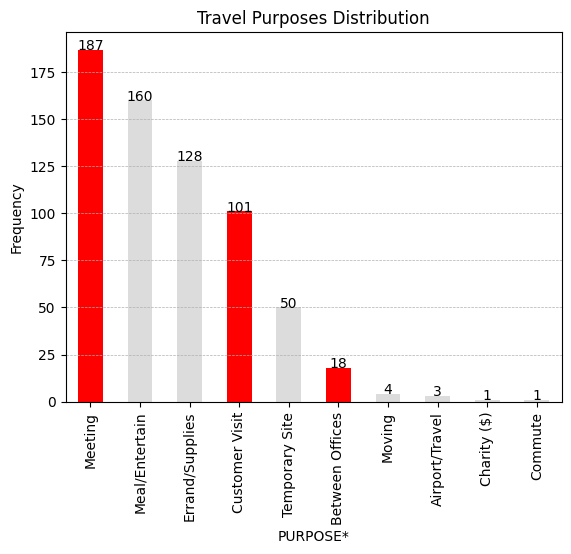 Travel Purposes Distribution
Frequency
175
150
125
100
75
50
25
0
187
160
128
101
50
18
4
3
1
1
Meeting
Meal/Entertain
Errand/Supplies
Customer Visit
Temporary Site
Between Offices
Moving
Airport/Travel
Charity ($)
Commute
PURPOSE*